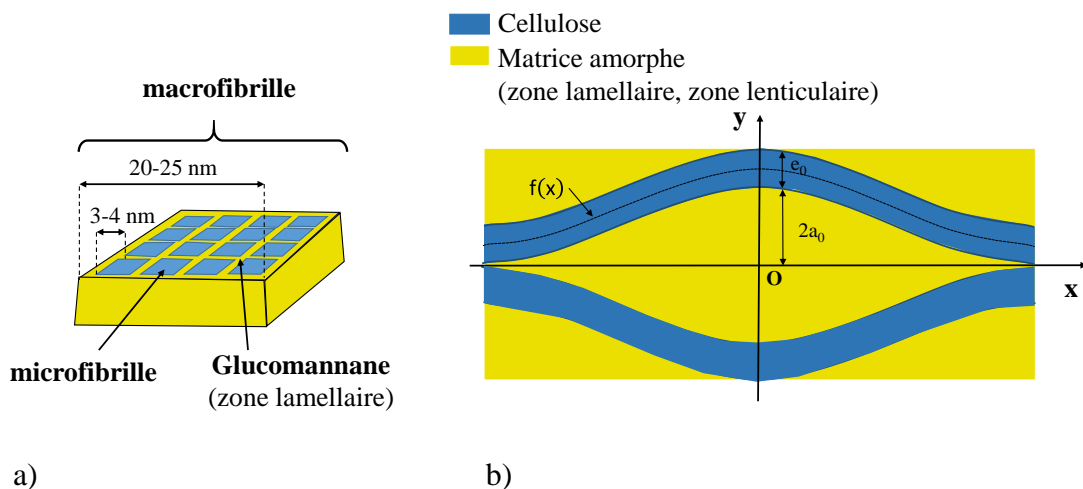 Cellulose
Matrice amorphe
(zone lamellaire, zone lenticulaire)
macrofibrille
20-25 nm
3-4 nm
microfibrille
Glucomannane
(zone lamellaire)
a)
y
e₀
f(x)
2a₀
O
x
b)